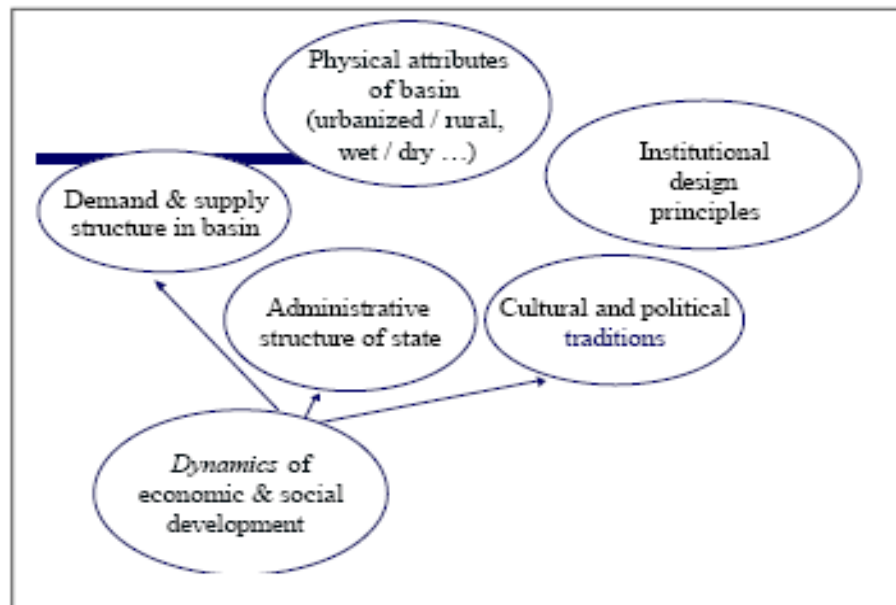 Physical attributes
of basin
(urbanized / rural,
wet / dry ...)
Institutional
design
principles
Demand & supply
structure in basin
Administrative
structure of state
Cultural and political
traditions
Dynamics of
economic & social
development